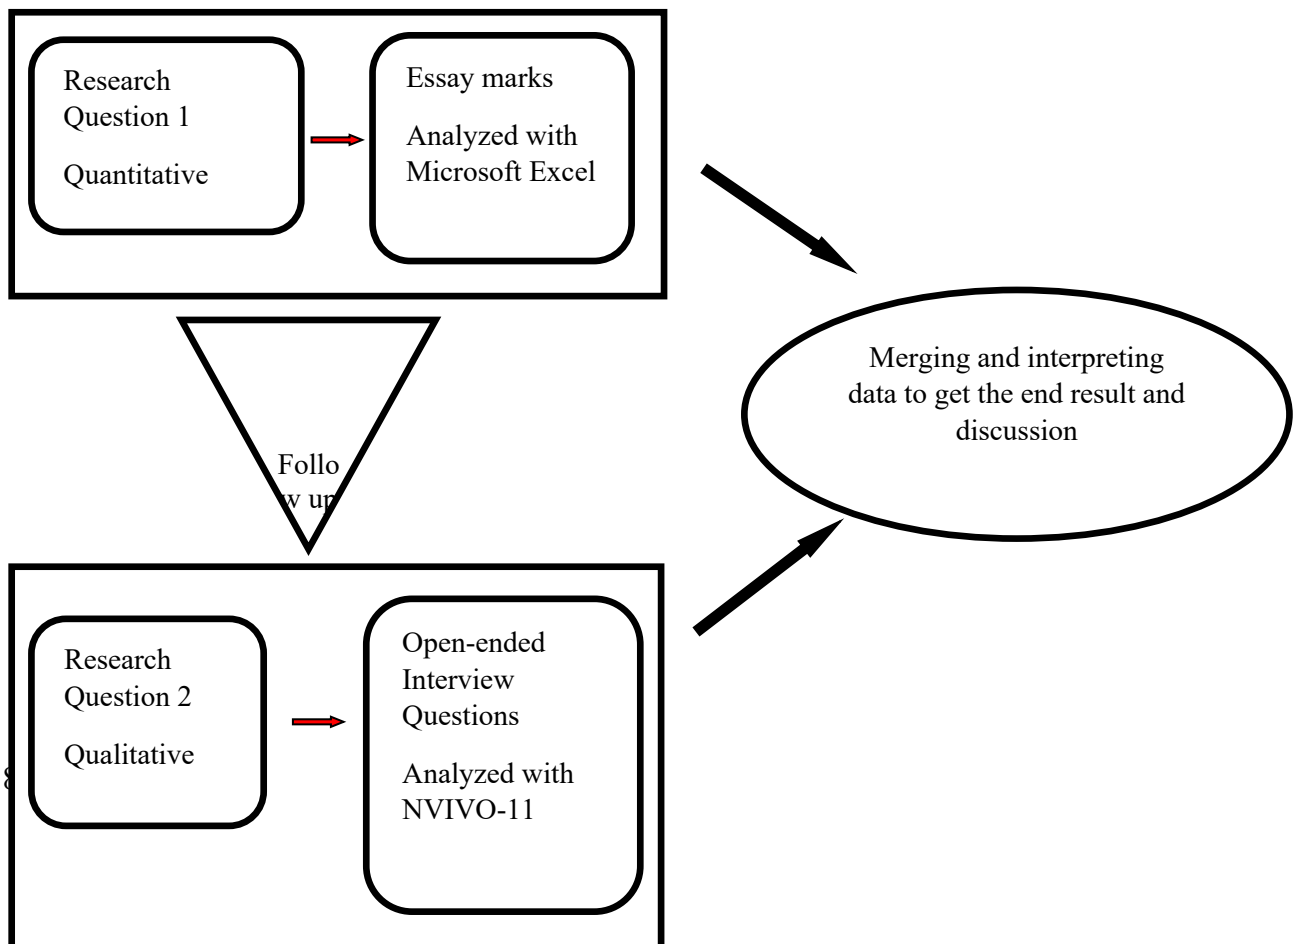 Research
Question 1
Quantitative
Essay marks
Analyzed with
Microsoft Excel
Merging and interpreting
data to get the end result and
discussion
Follo
w up
Research
Question 2
Qualitative
Open-ended
Interview
Questions
Analyzed with
NVIVO-11